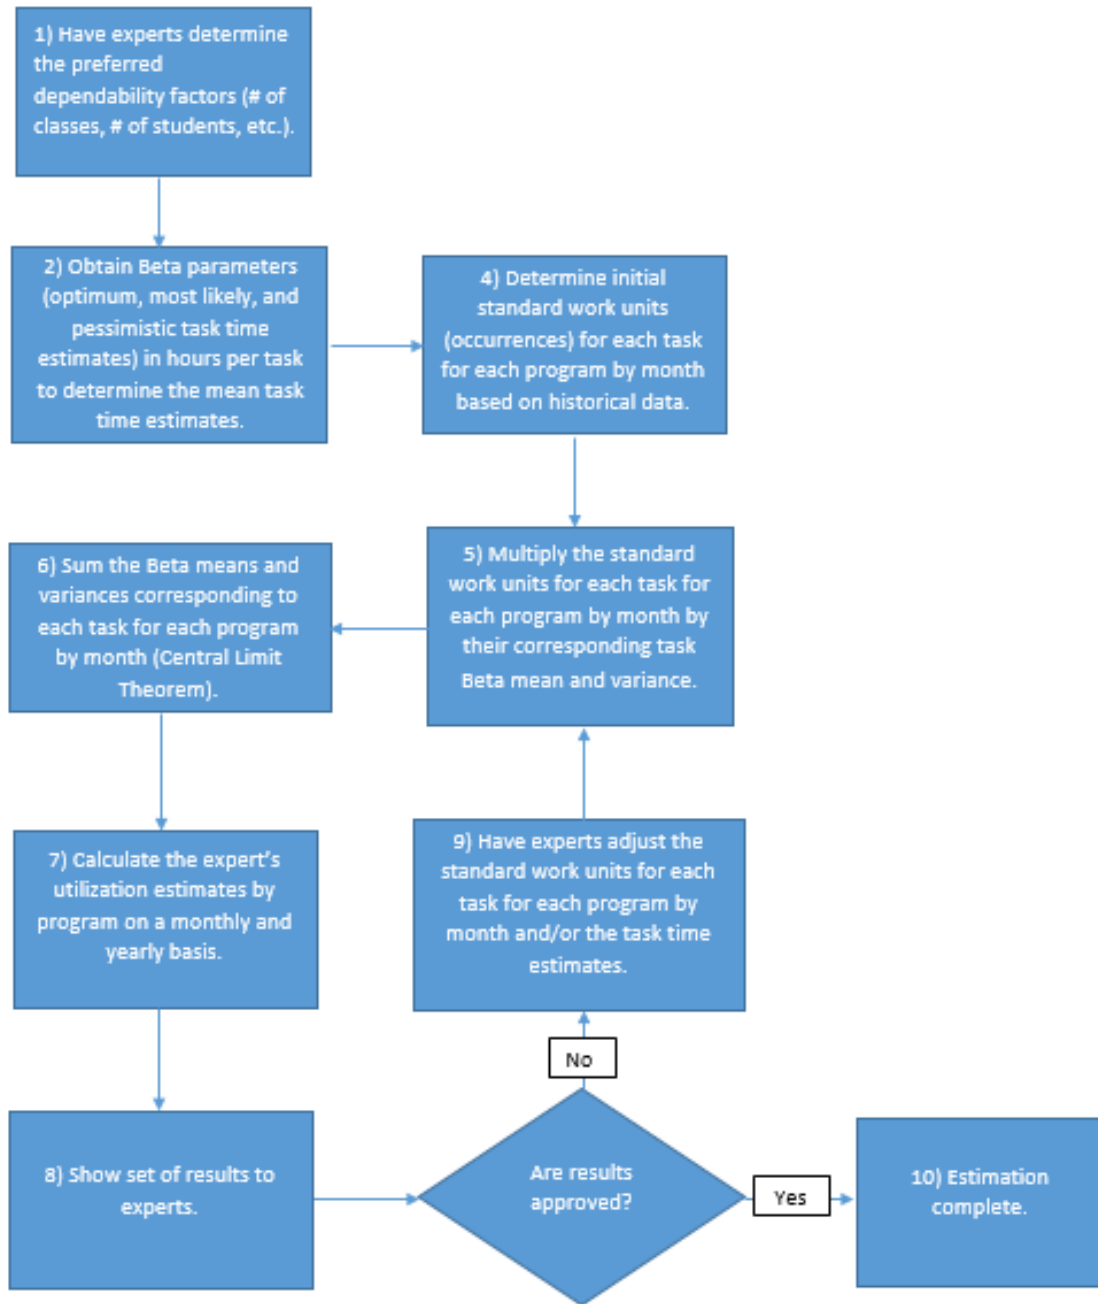 1) Have experts determine
the preferred
dependability factors (# of
classes, # of students, etc.).
2) Obtain Beta parameters
(optimum, most likely, and
pessimistic task time
estimates) in hours per task
to determine the mean task
time estimates.
4) Determine initial
standard work units
(occurrences) for each task
for each program by month
based on historical data.
5) Multiply the standard
work units for each task for
each program by month by
their corresponding task
Beta mean and variance.
6) Sum the Beta means and
variances corresponding to
each task for each program
by month (Central Limit
Theorem).
7) Calculate the expert's
utilization estimates by
program on a monthly and
yearly basis.
9) Have experts adjust the
standard work units for each
task for each program by
month and/or the task time
estimates.
No
8) Show set of results to
experts.
Are results
approved?
Yes
10) Estimation
complete.